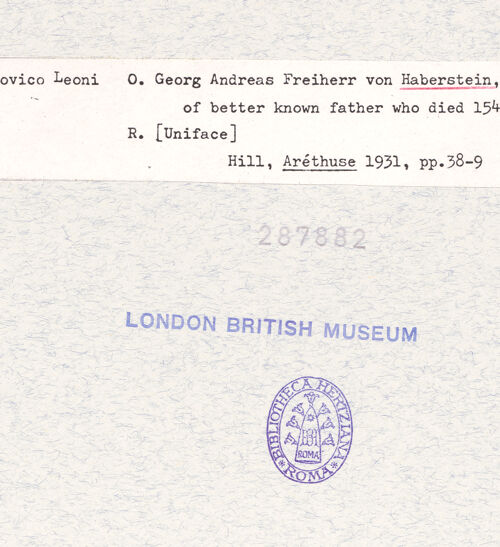 ovico Leoni O. Georg Andreas Freiherr von Haberstein,
of better known father who died 154
R. [Uniface]
Hill, Aréthuse 1931, pp.38-9
287882
LONDON BRITISH MUSEUM
BIBLIOTHECA HERTZIANA
ROMA
ROMA